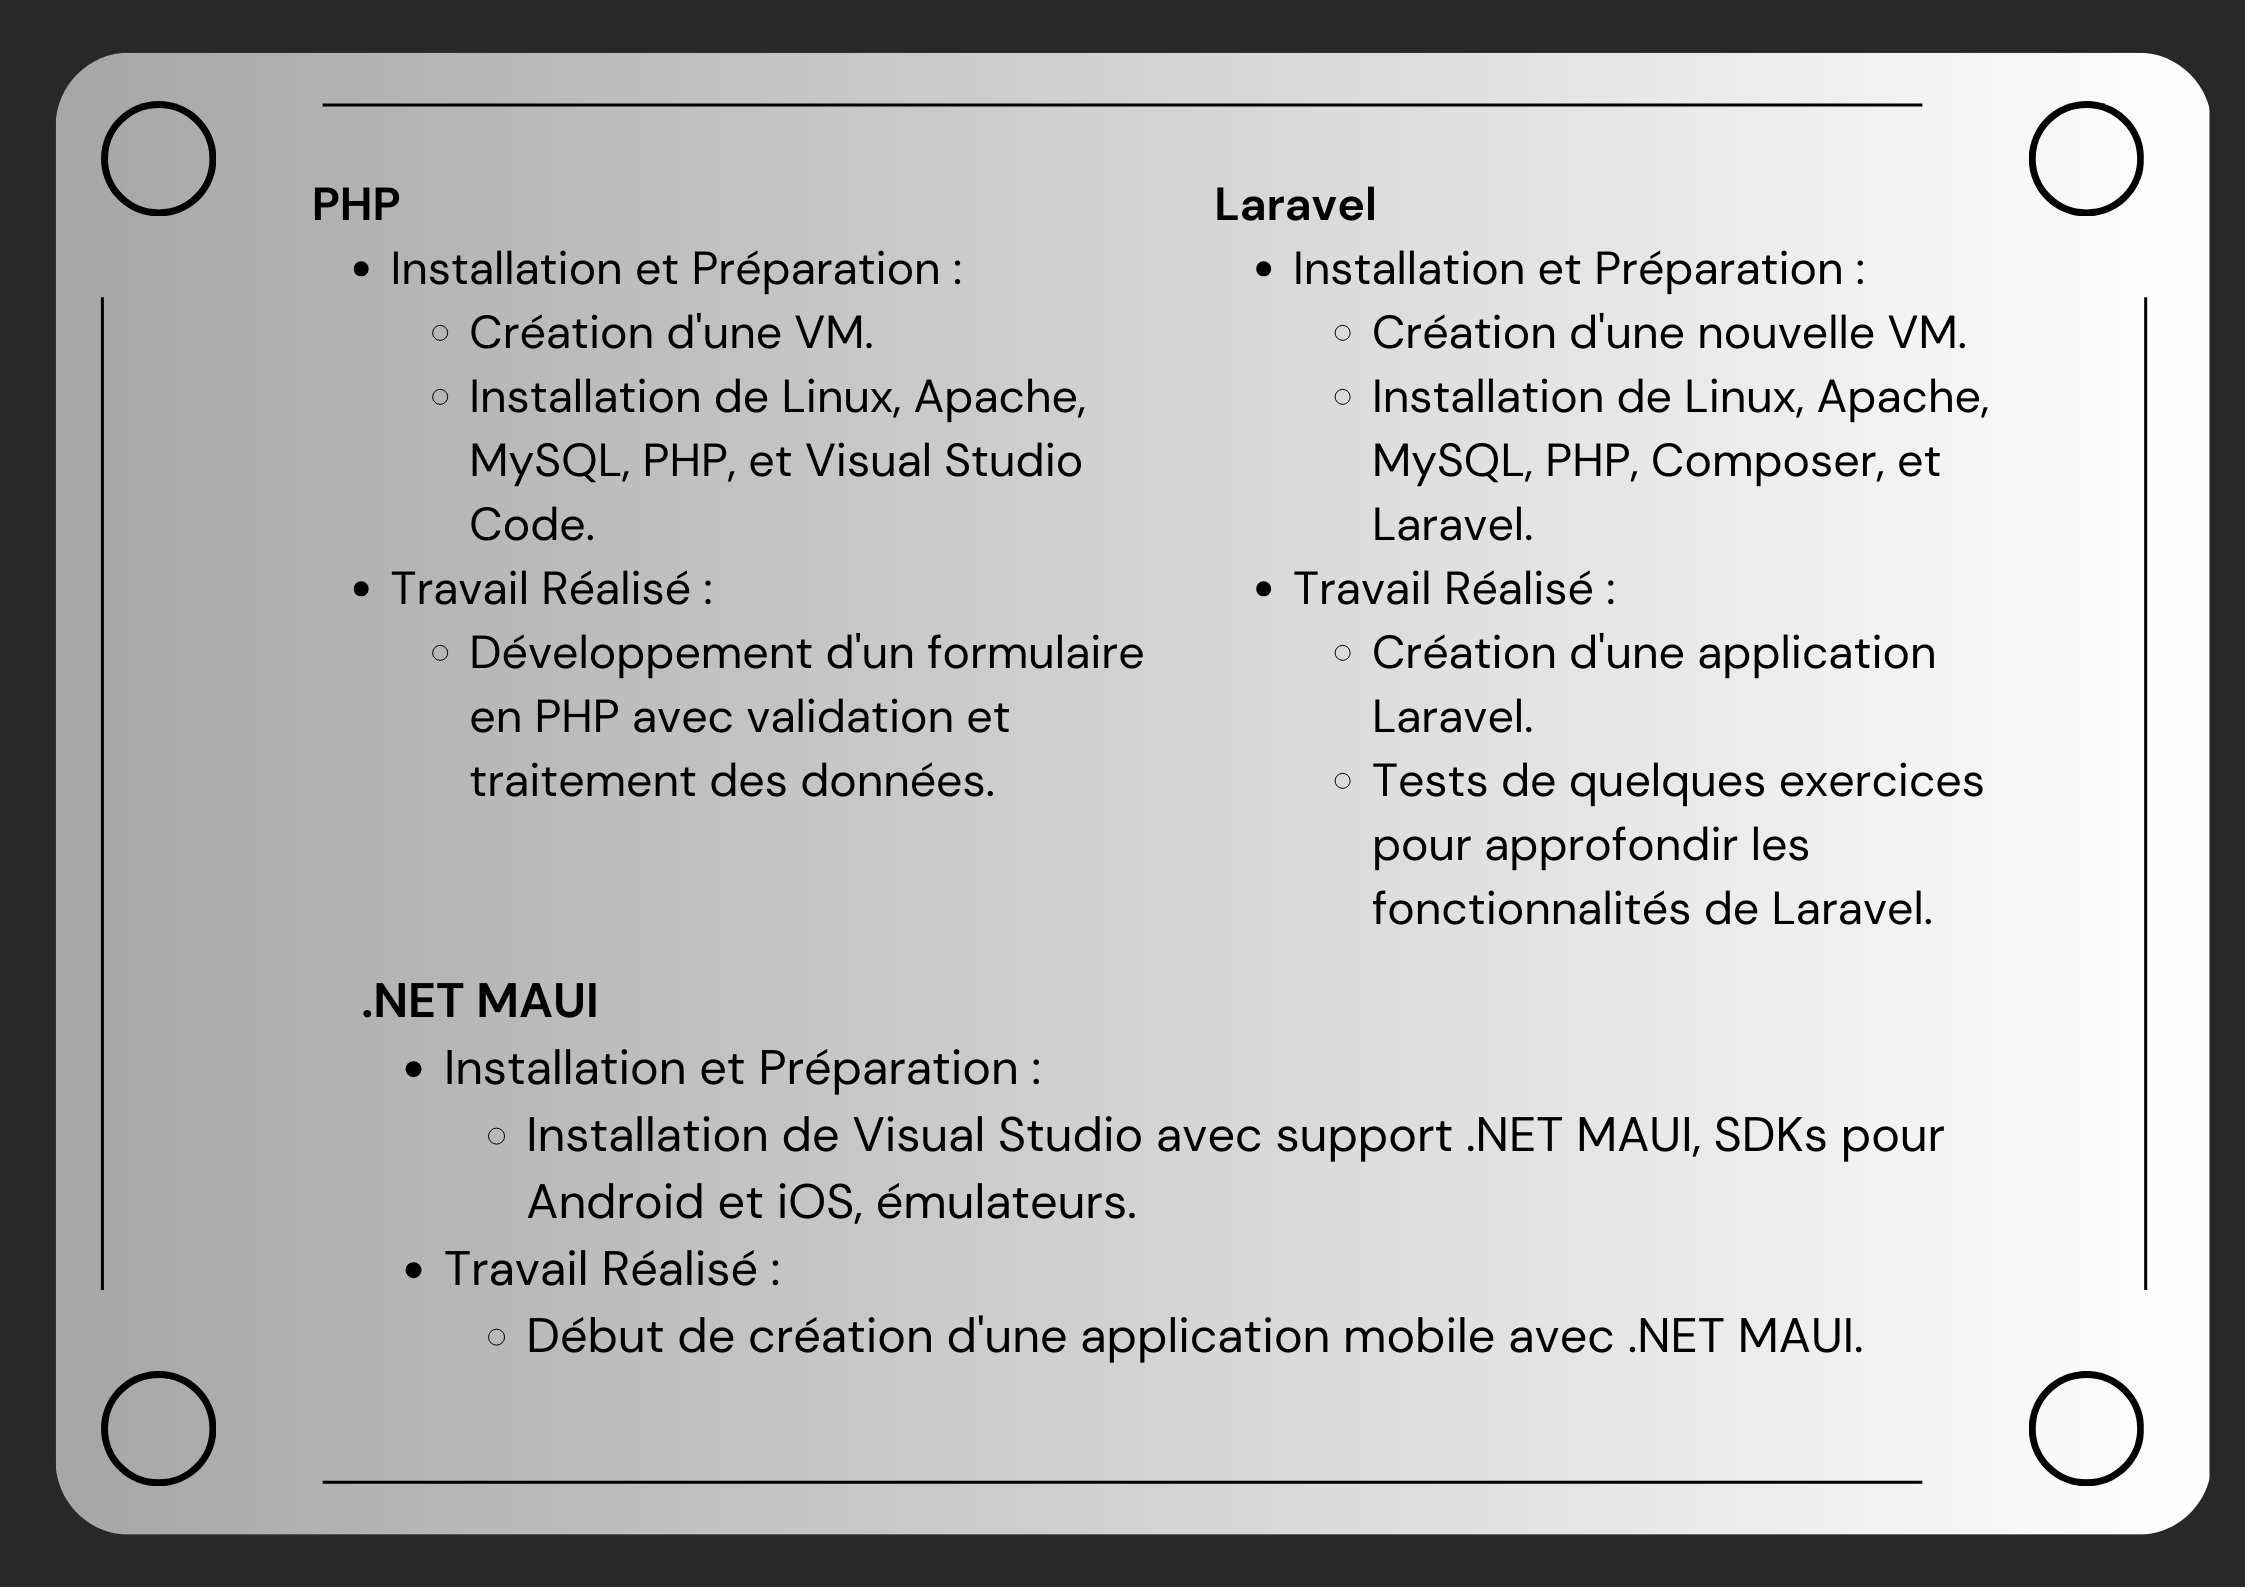 PHP
Installation et Préparation :
Création d'une VM.
Installation de Linux, Apache,
MySQL, PHP, et Visual Studio
Code.
Travail Réalisé :
Développement d'un formulaire
en PHP avec validation et
traitement des données.
Laravel
Installation et Préparation :
Création d'une nouvelle VM.
Installation de Linux, Apache,
MySQL, PHP, Composer, et
Laravel.
Travail Réalisé :
Création d'une application
Laravel.
Tests de quelques exercices
pour approfondir les
fonctionnalités de Laravel.
.NET MAUI
Installation et Préparation :
Installation de Visual Studio avec support .NET MAUI, SDKs pour
Android et iOS, émulateurs.
Travail Réalisé :
Début de création d'une application mobile avec .NET MAUI.